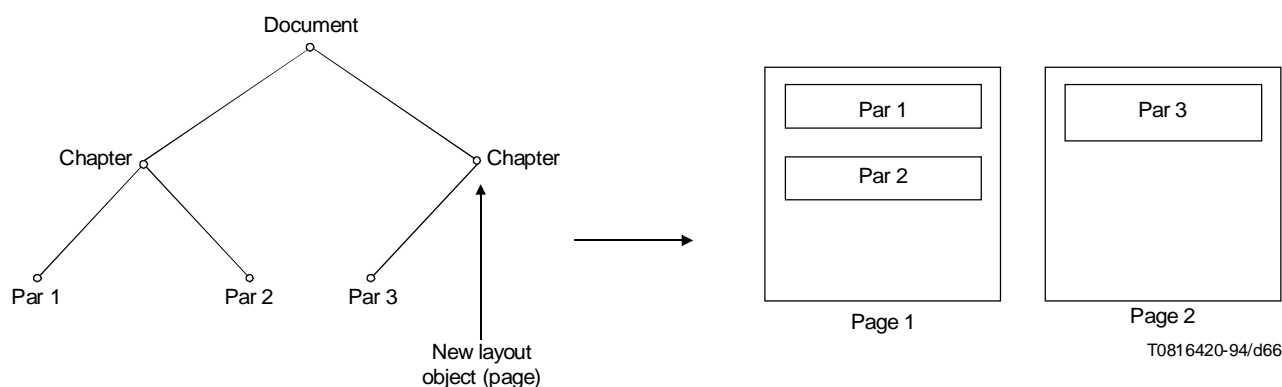 Document
Chapter
Chapter
Par 1
Par 2
Par 3
New layout
object (page)
Par 1
Par 2
Page 1
Par 3
Page 2
T0816420-94/d66